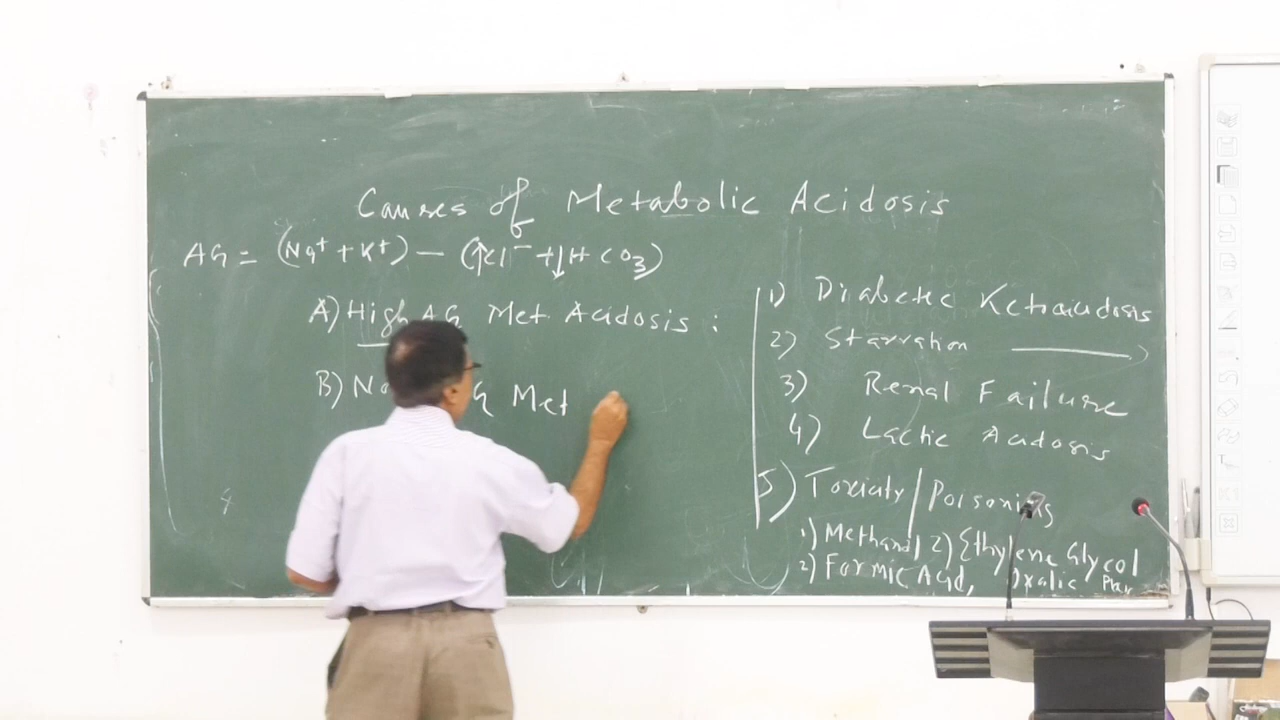 Causes of Metabolic Acidosis
AG = (Na+ + K+) — (↑Cl− + ↓HCO3)
A) High AG Met Acidosis :
B) No G Met
1) Diabetic Ketoacidosis
2) Starvation ⟶
3) Renal Failure
4) Lactic Acidosis
5) Toxicity / Poisoning
1) Methanol 2) Ethylene Glycol
2) Formic Acid, Oxalic